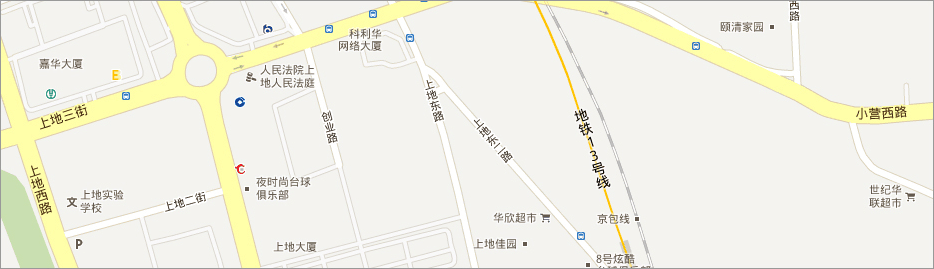 西路
颐清家园
科利华
网络大厦
嘉华大厦
E
人民法院上
地人民法庭
上地三街
创业路
上地东路
上地东二路
地铁13号线
小营西路
上地西路
文 上地实验
学校
上地二街
夜时尚台球
俱乐部
世纪华
联超市
P
上地大厦
华欣超市
京包线
上地佳园
8号炫酷